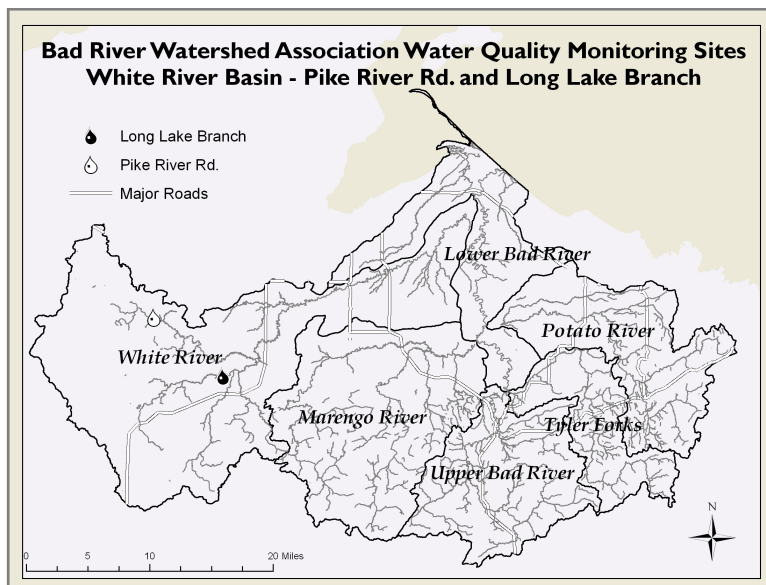 Bad River Watershed Association Water Quality Monitoring Sites
White River Basin - Pike River Rd. and Long Lake Branch
Long Lake Branch
Pike River Rd.
Major Roads
Lower Bad River
Potato River
White River
Marengo River
Tyler Forks
Upper Bad River
N
0 5 10 20 Miles